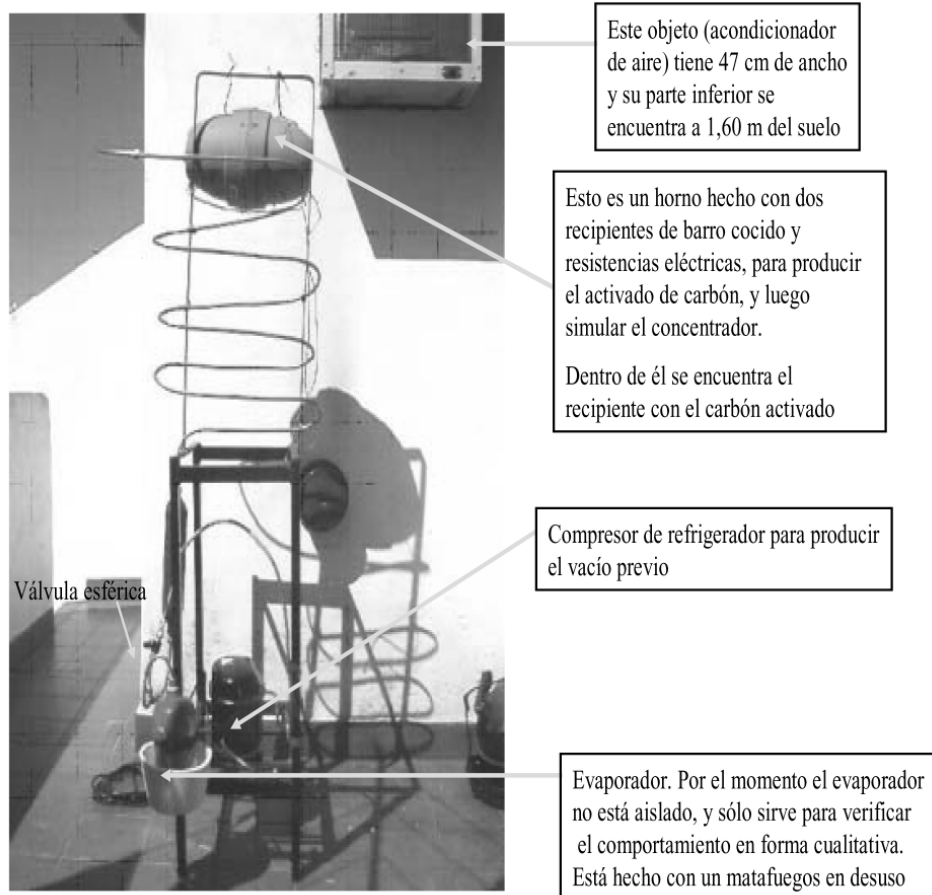 Este objeto (acondicionador
de aire) tiene 47 cm de ancho
y su parte inferior se
encuentra a 1,60 m del suelo
Esto es un horno hecho con dos
recipientes de barro cocido y
resistencias eléctricas, para producir
el activado de carbón, y luego
simular el concentrador.
Dentro de él se encuentra el
recipiente con el carbón activado
Compresor de refrigerador para producir
el vacío previo
Válvula esférica
Evaporador. Por el momento el evaporador
no está aislado, y sólo sirve para verificar
el comportamiento en forma cualitativa.
Está hecho con un matafuegos en desuso